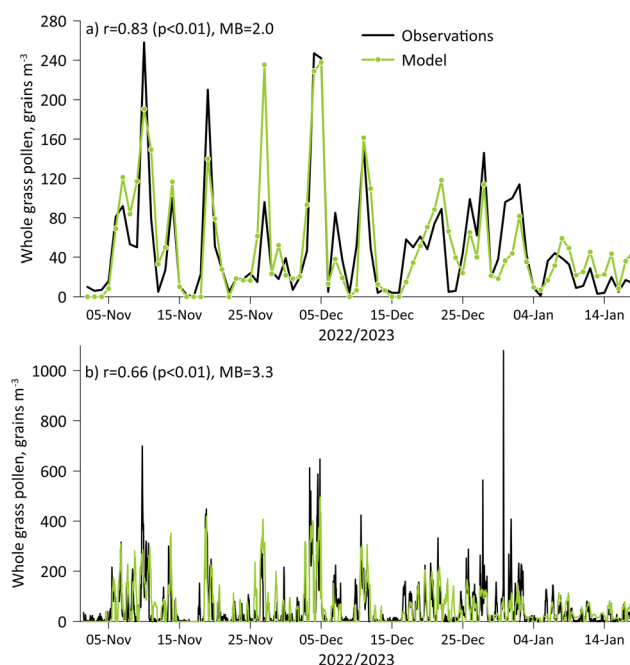 a) r=0.83 (p<0.01), MB=2.0
Observations
Model
Whole grass pollen, grains m⁻³
280
240
200
160
120
80
40
0
05-Nov 15-Nov 25-Nov 05-Dec 15-Dec 25-Dec 04-Jan 14-Jan
2022/2023
b) r=0.66 (p<0.01), MB=3.3
Whole grass pollen, grains m⁻³
1000
800
600
400
200
0
05-Nov 15-Nov 25-Nov 05-Dec 15-Dec 25-Dec 04-Jan 14-Jan
2022/2023